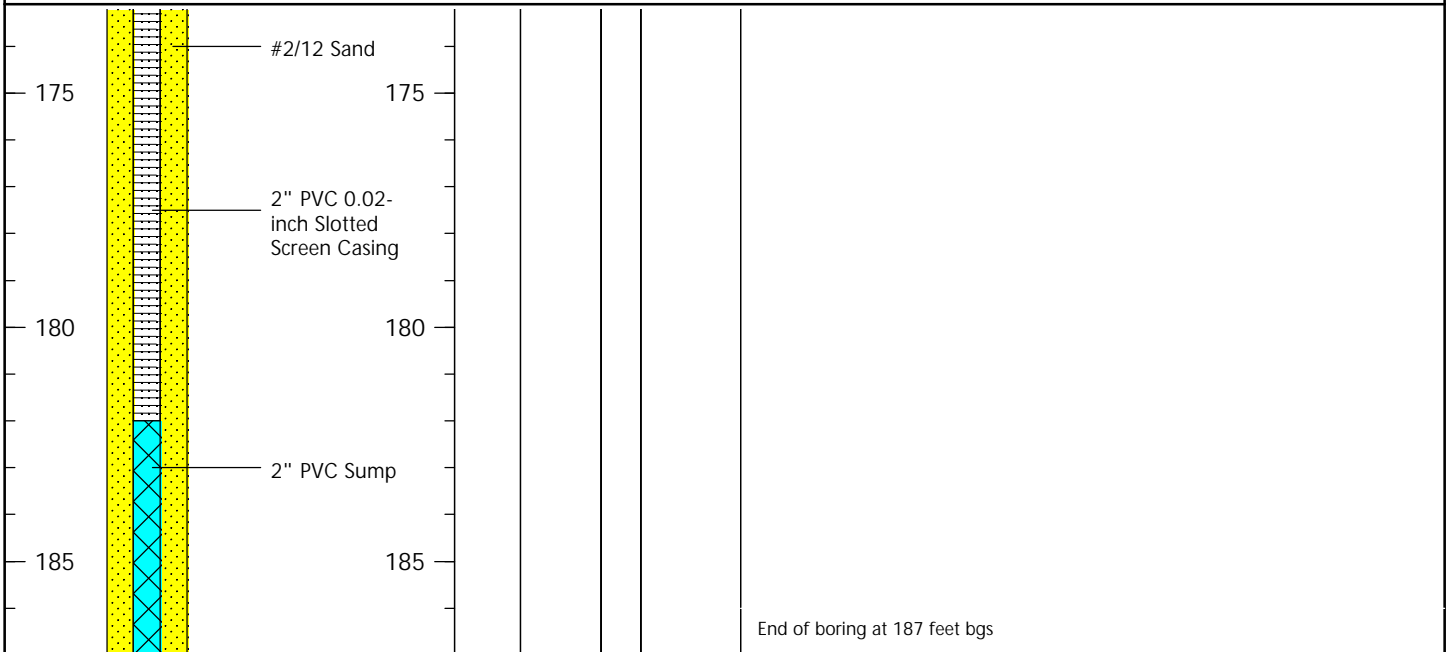 #2/12 Sand
175
175
2" PVC 0.02-
inch Slotted
Screen Casing
180
180
2" PVC Sump
185
185
End of boring at 187 feet bgs